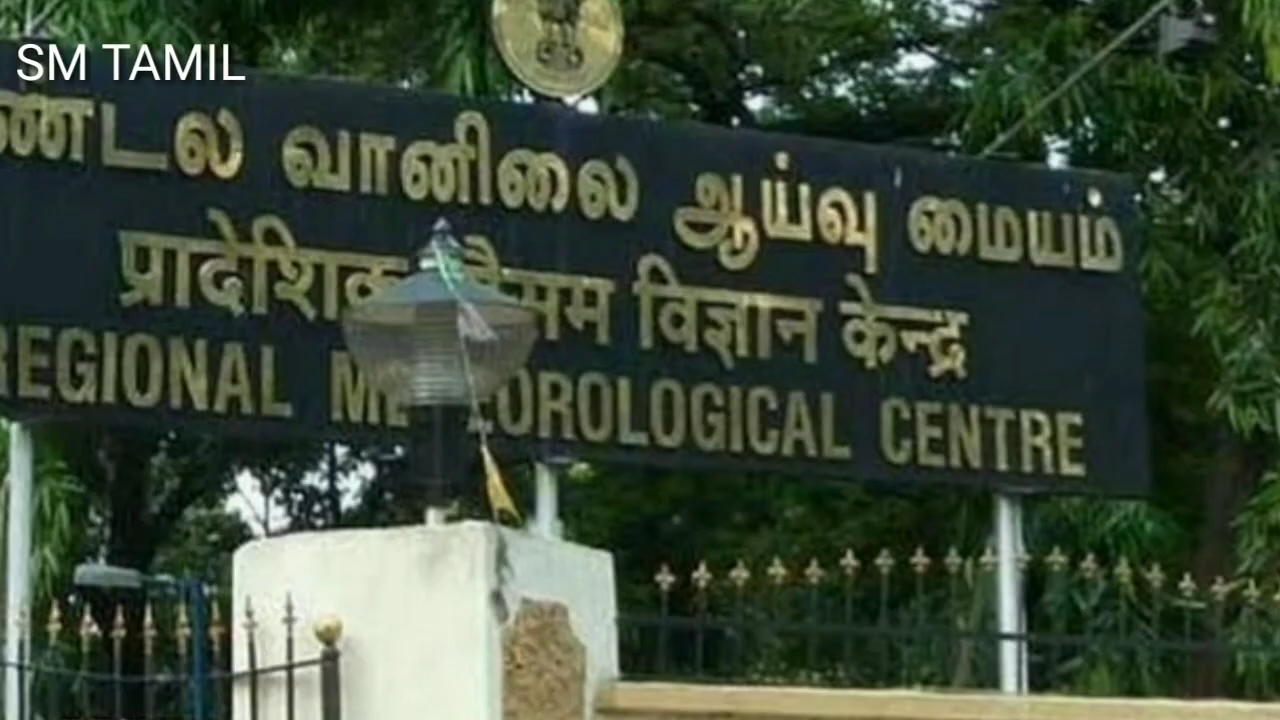 SM TAMIL
ண்டல வானிலை ஆய்வு மையம்
प्रादेशिक मौसम विज्ञान केन्द्र
REGIONAL METEOROLOGICAL CENTRE